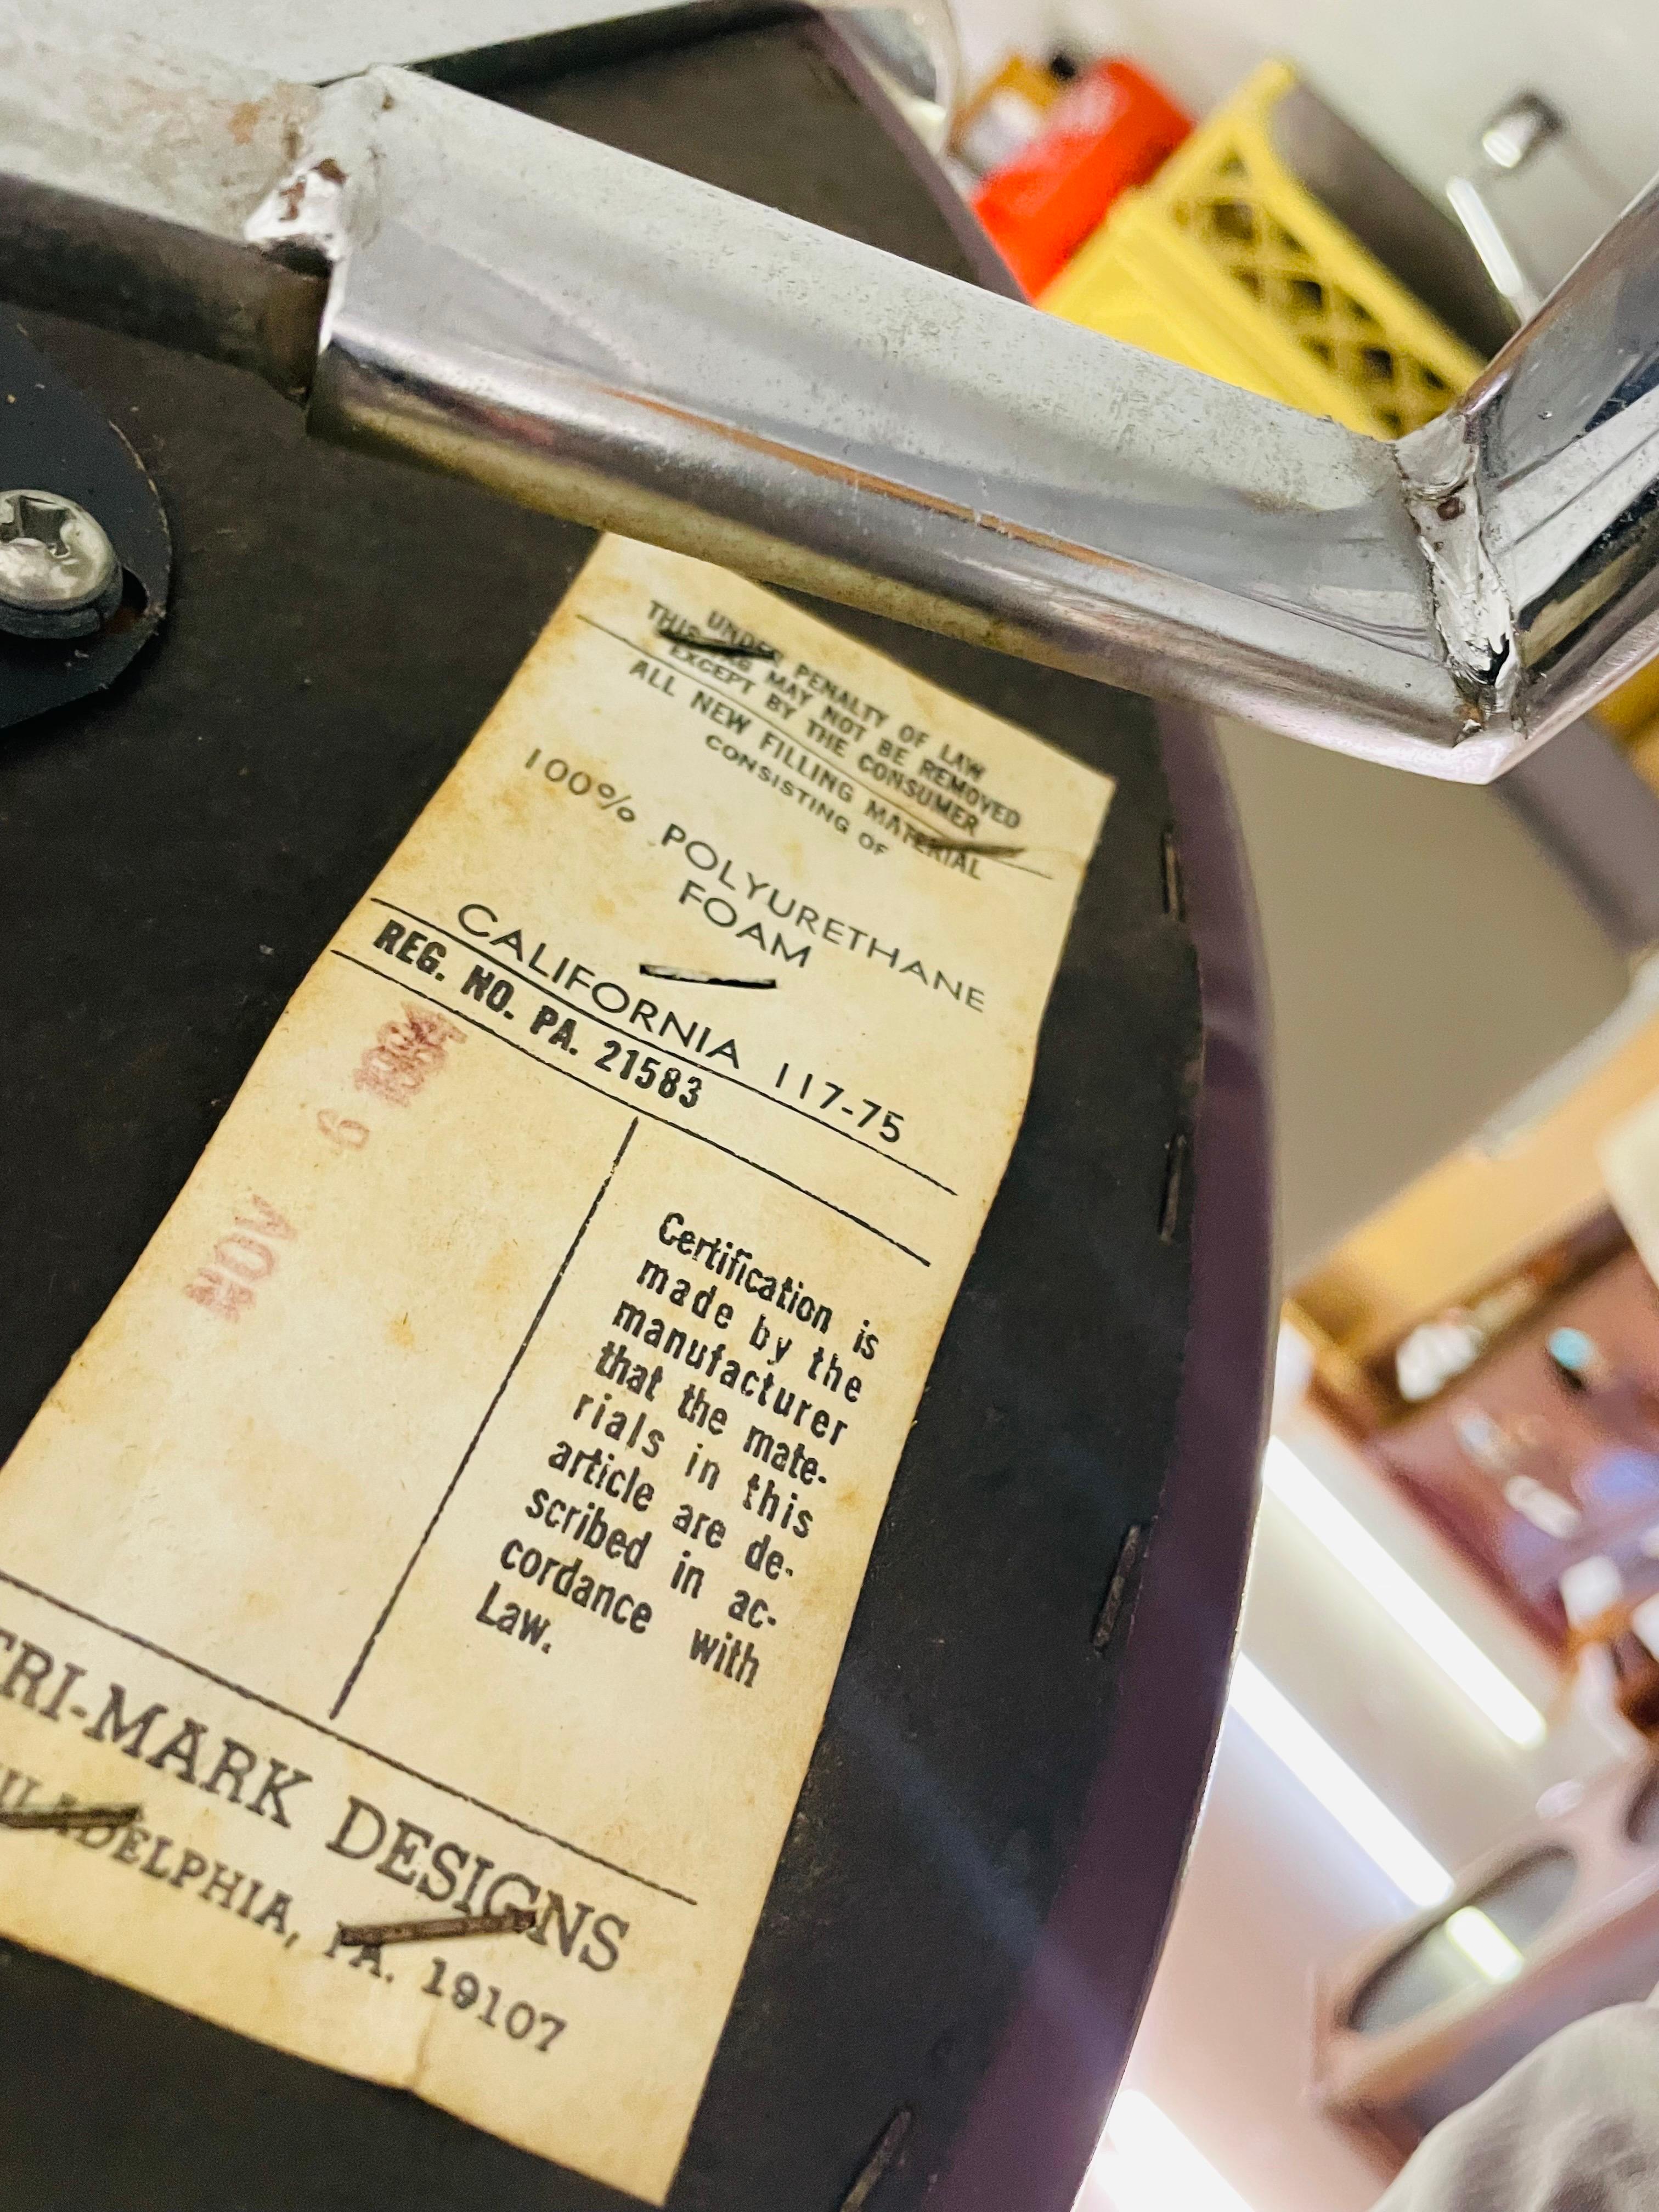 UNDER PENALTY OF LAW
THIS TAG MAY NOT BE REMOVED
EXCEPT BY THE CONSUMER
ALL NEW FILLING MATERIAL
CONSISTING OF
100% POLYURETHANE
FOAM
CALIFORNIA 117-75
REG. NO. PA. 21583
NOV 6
Certification is
made by the
manufacturer
that the mate-
rials in this
article are de-
scribed in ac-
cordance with
Law.
TRI-MARK DESIGNS
PHILADELPHIA, PA. 19107